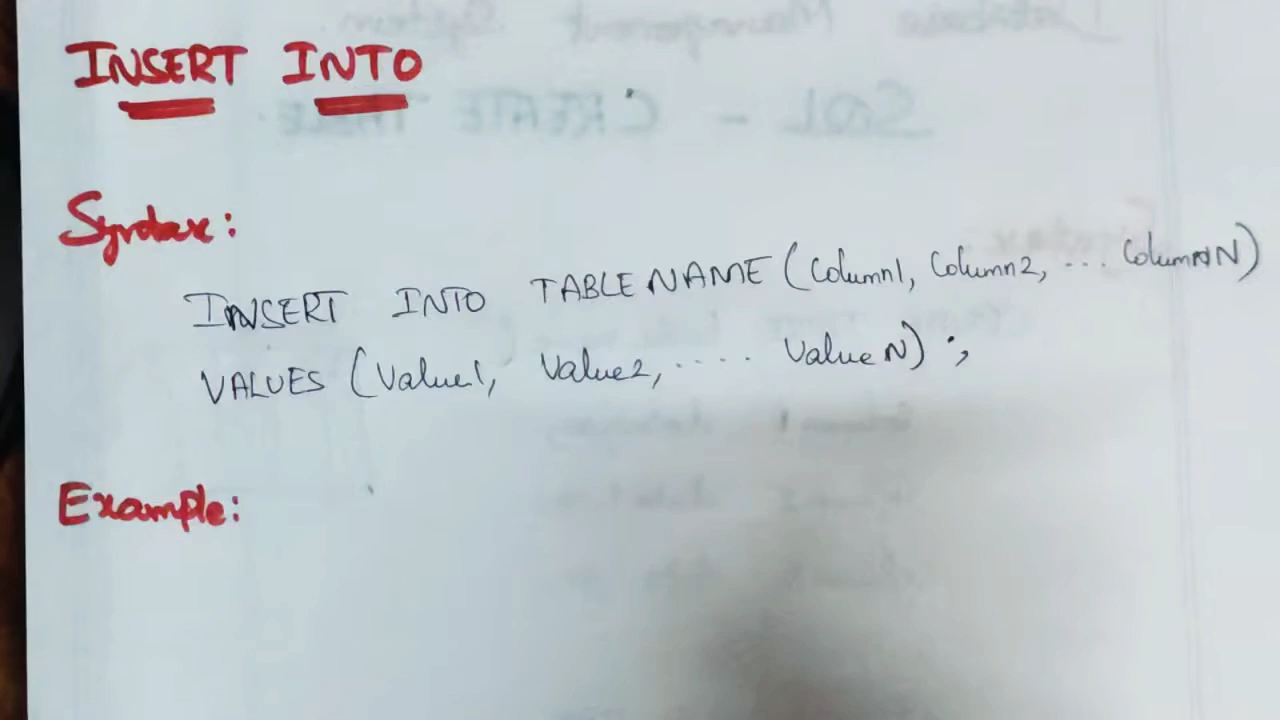 INSERT INTO
Syntax:
INSERT INTO TABLENAME (Column1, Column2, ... ColumnN)
VALUES (Value1, Value2, ..... ValueN) ;
Example: